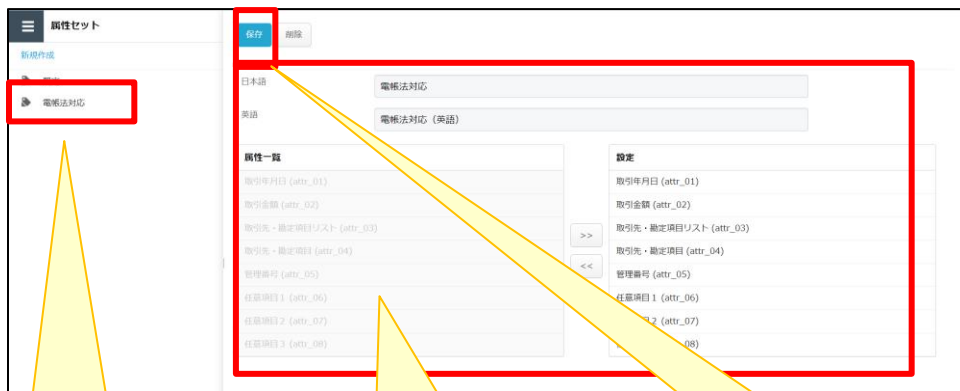 属性セット
保存
削除
新規作成
電帳法対応
日本語
電帳法対応
英語
電帳法対応（英語）
属性一覧
取引年月日 (attr_01)
取引金額 (attr_02)
取引先・勘定項目リスト (attr_03)
取引先・勘定項目 (attr_04)
管理番号 (attr_05)
任意項目１ (attr_06)
任意項目２ (attr_07)
任意項目３ (attr_08)
>>
<<
設定
取引年月日 (attr_01)
取引金額 (attr_02)
取引先・勘定項目リスト (attr_03)
取引先・勘定項目 (attr_04)
管理番号 (attr_05)
任意項目１ (attr_06)
２ (attr_07)
08)